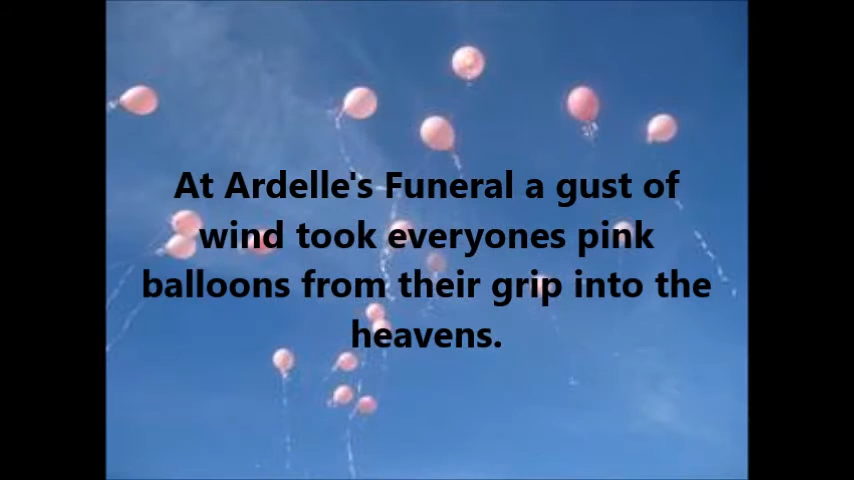 At Ardelle's Funeral a gust of
wind took everyones pink
balloons from their grip into the
heavens.